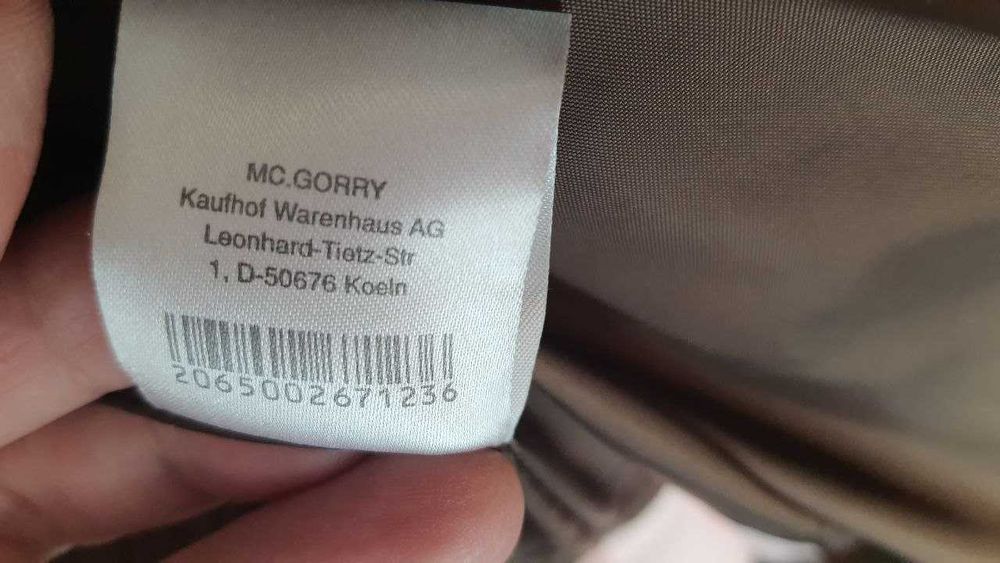 MC.GORRY
Kaufhof Warenhaus AG
Leonhard-Tietz-Str
1, D-50676 Koeln
2065002671236